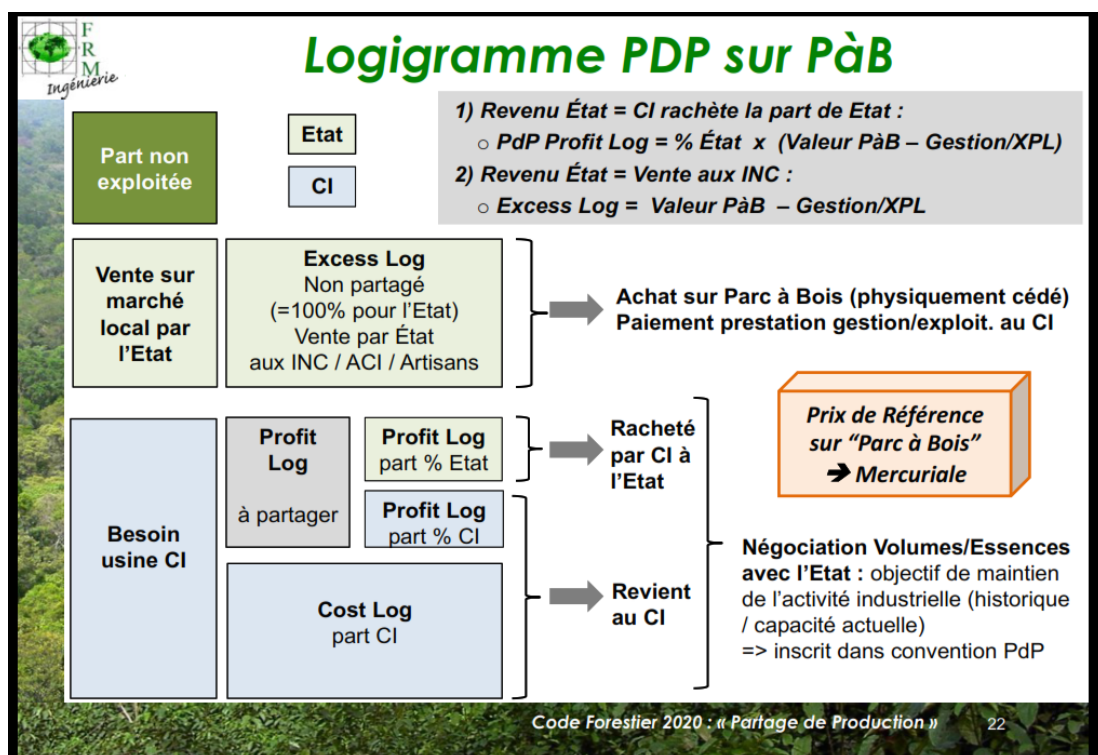 F
R
M
Ingénierie
Logigramme PDP sur PàB
Part non
exploitée
Etat
CI
1) Revenu État = CI rachète la part de Etat :
o PdP Profit Log = % État x (Valeur PàB – Gestion/XPL)
2) Revenu État = Vente aux INC :
o Excess Log = Valeur PàB – Gestion/XPL
Vente sur
marché
local par
l’Etat
Excess Log
Non partagé
(=100% pour l’Etat)
Vente par État
aux INC / ACI / Artisans
Achat sur Parc à Bois (physiquement cédé)
Paiement prestation gestion/exploit. au CI
Besoin
usine CI
Profit
Log
à partager
Profit Log
part % Etat
Profit Log
part % CI
Cost Log
part CI
Racheté
par CI à
l’Etat
Revient
au CI
Prix de Référence
sur “Parc à Bois”
➔ Mercuriale
Négociation Volumes/Essences
avec l’Etat : objectif de maintien
de l’activité industrielle (historique
/ capacité actuelle)
=> inscrit dans convention PdP
Code Forestier 2020 : « Partage de Production »
22